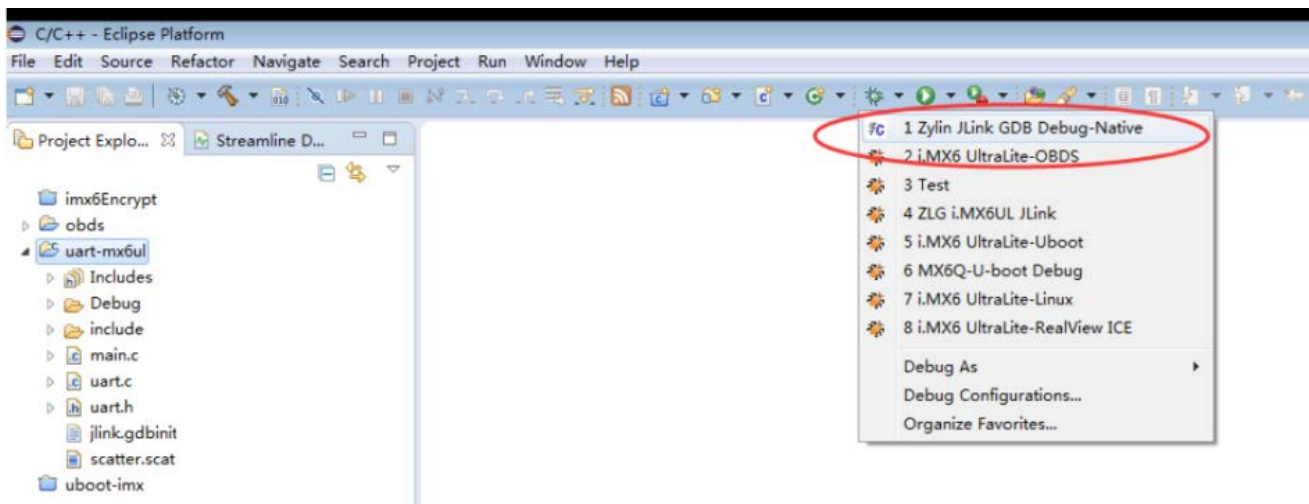 C/C++ - Eclipse Platform
File Edit Source Refactor Navigate Search Project Run Window Help
Project Explo... Streamline D...
imx6Encrypt
obds
uart-mx6ul
Includes
Debug
include
main.c
uart.c
uart.h
jlink.gdbinit
scatter.scat
uboot-imx
1 Zylin JLink GDB Debug-Native
2 i.MX6 UltraLite-OBDS
3 Test
4 ZLG i.MX6UL JLink
5 i.MX6 UltraLite-Uboot
6 MX6Q-U-boot Debug
7 i.MX6 UltraLite-Linux
8 i.MX6 UltraLite-RealView ICE
Debug As
Debug Configurations...
Organize Favorites...